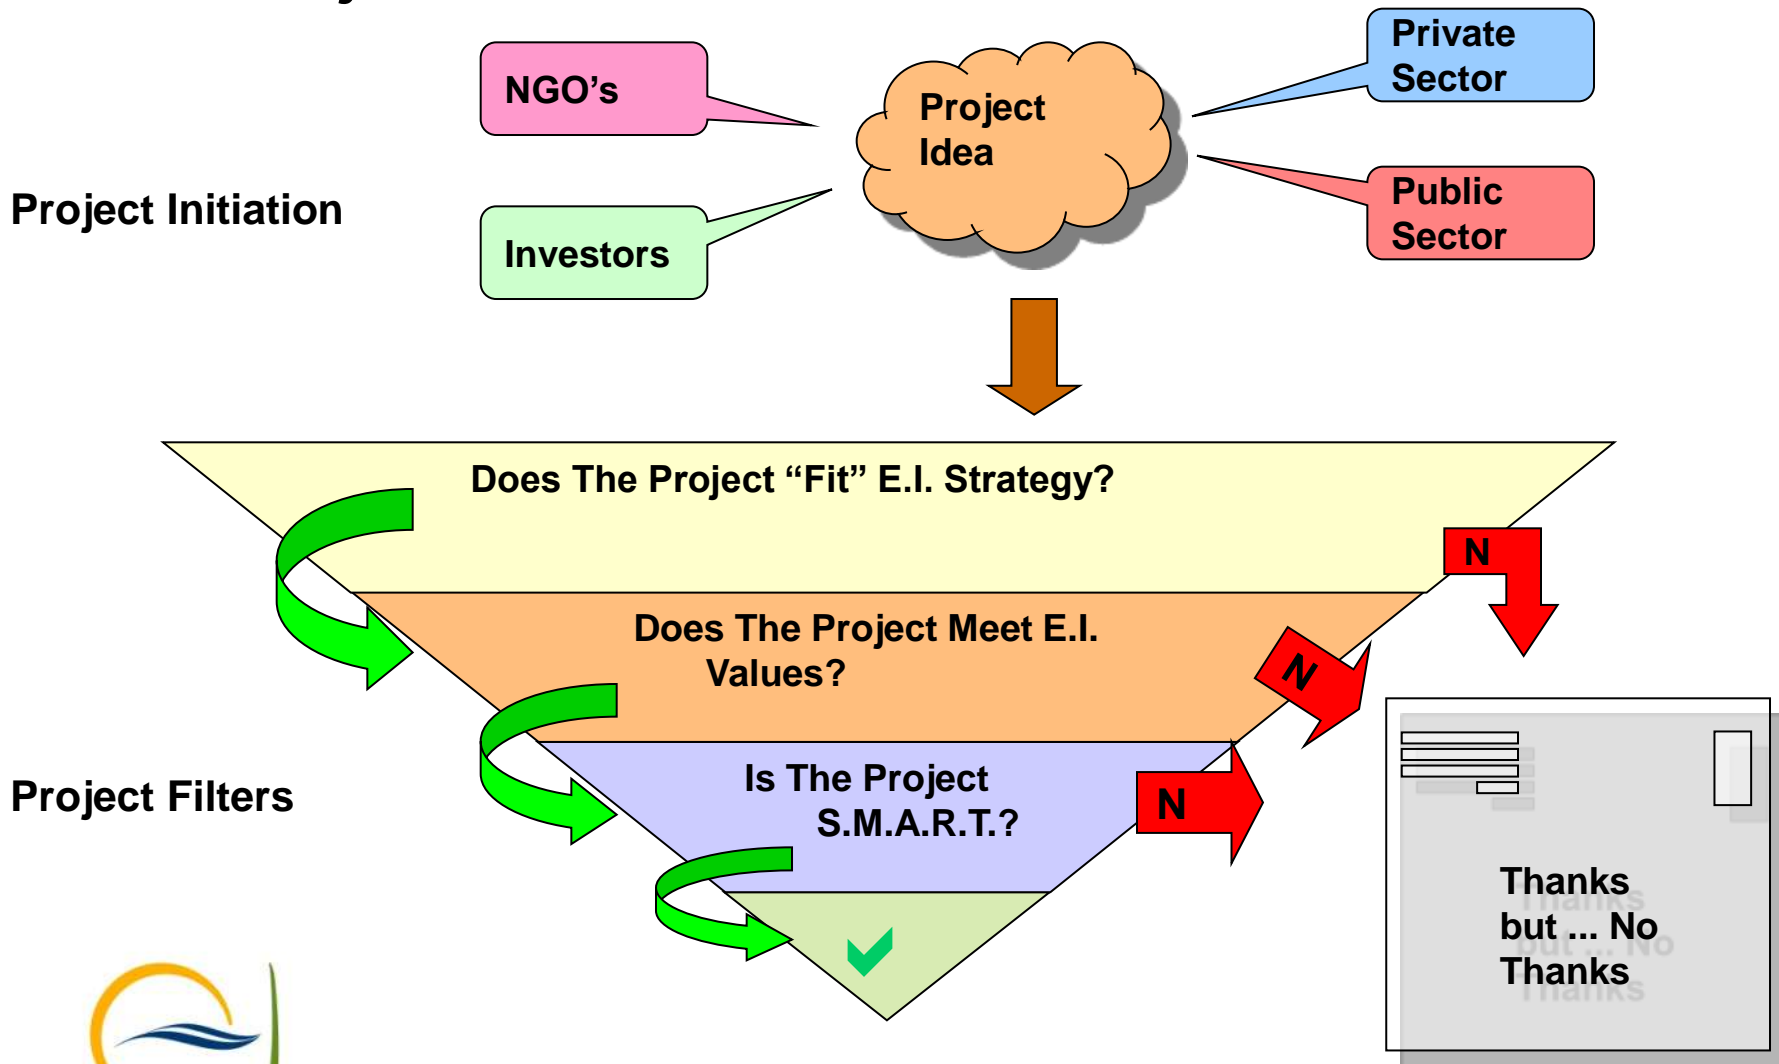 NGO’s
Project
Idea
Private
Sector
Project Initiation
Investors
Public
Sector
Does The Project “Fit” E.I. Strategy?
N
Does The Project Meet E.I.
Values?
N
Project Filters
Is The Project
S.M.A.R.T.?
N
Thanks
but ... No
Thanks